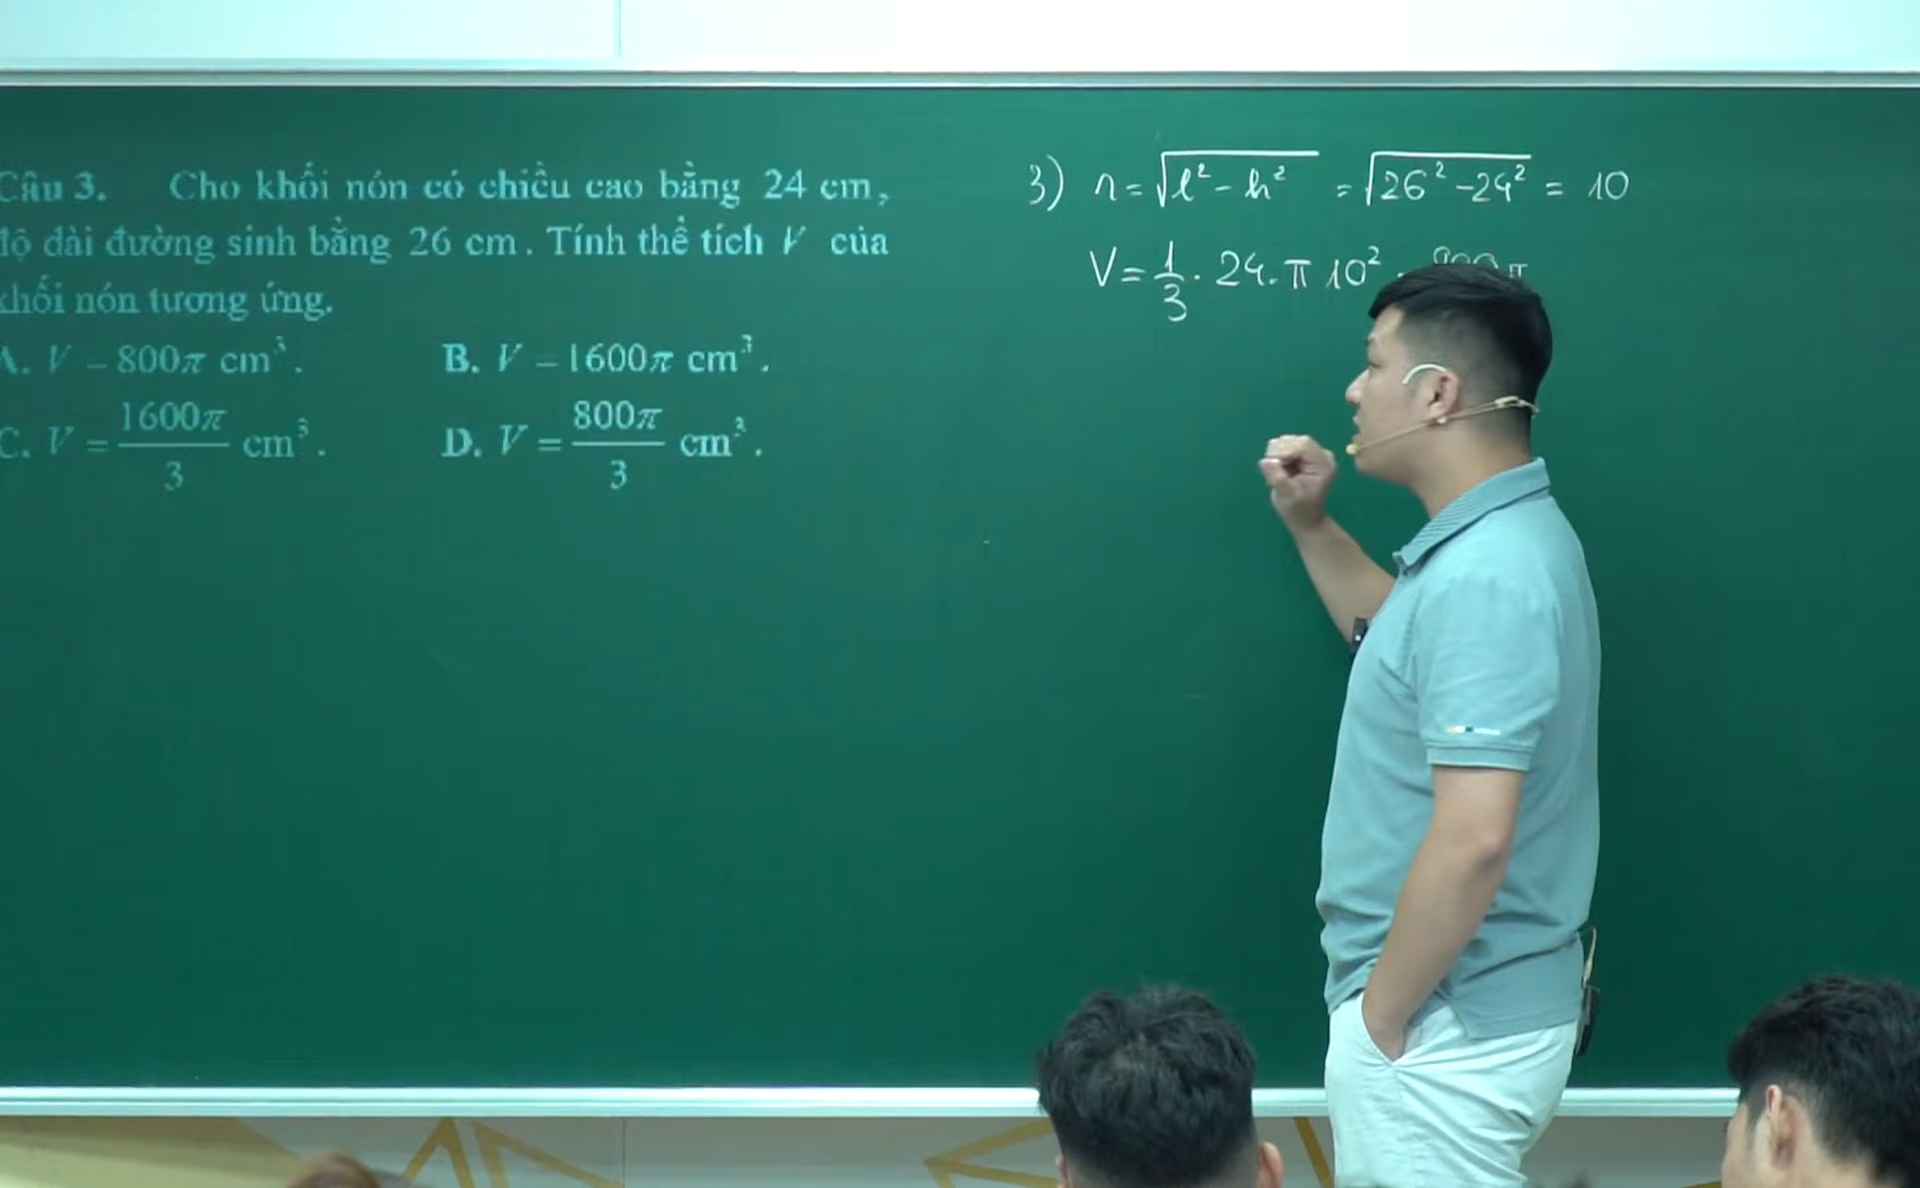 Câu 3. Cho khối nón có chiều cao bằng 24 cm,
độ dài đường sinh bằng 26 cm. Tính thể tích V của
khối nón tương ứng.
A. V = 800π cm³. B. V = 1600π cm³.
C. V = 1600π/3 cm³. D. V = 800π/3 cm³.
3) r = √(l² - h²) = √(26² - 24²) = 10
V = 1/3 . 24. π 10²